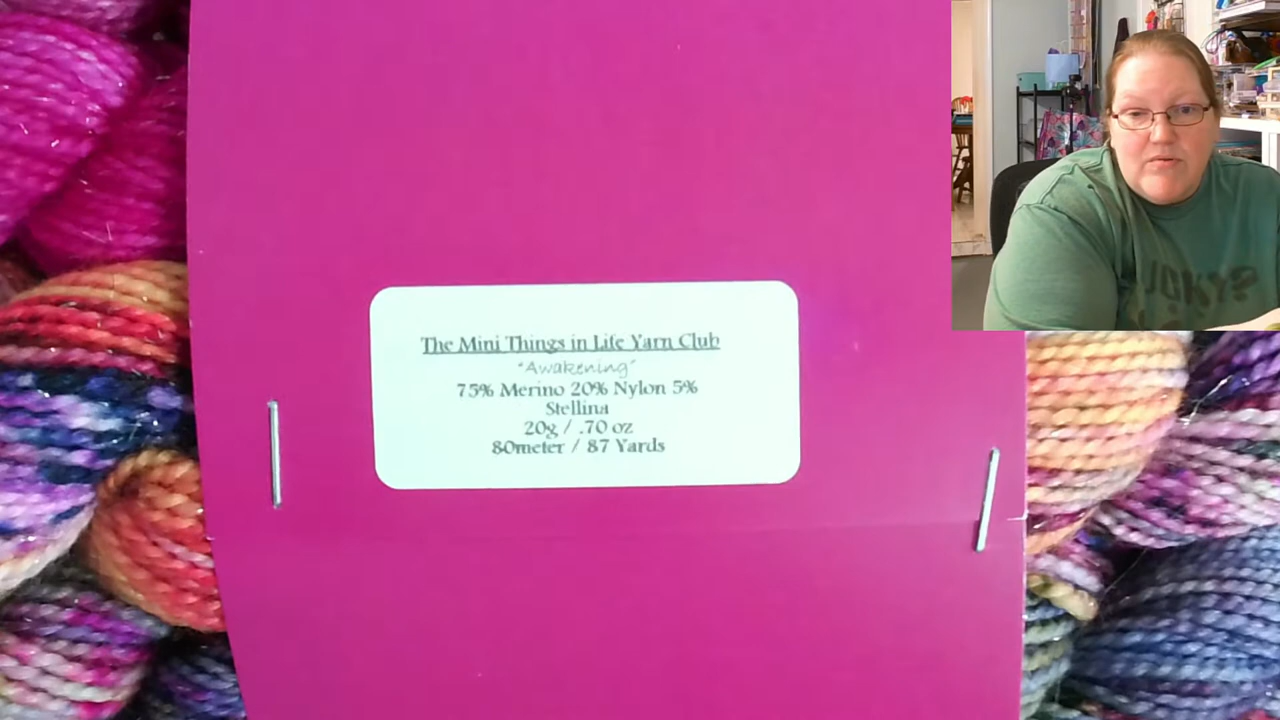 The Mini Things in Life Yarn Club
"Awakening"
75% Merino 20% Nylon 5%
Stellina
20g / .70 oz
80meter / 87 Yards